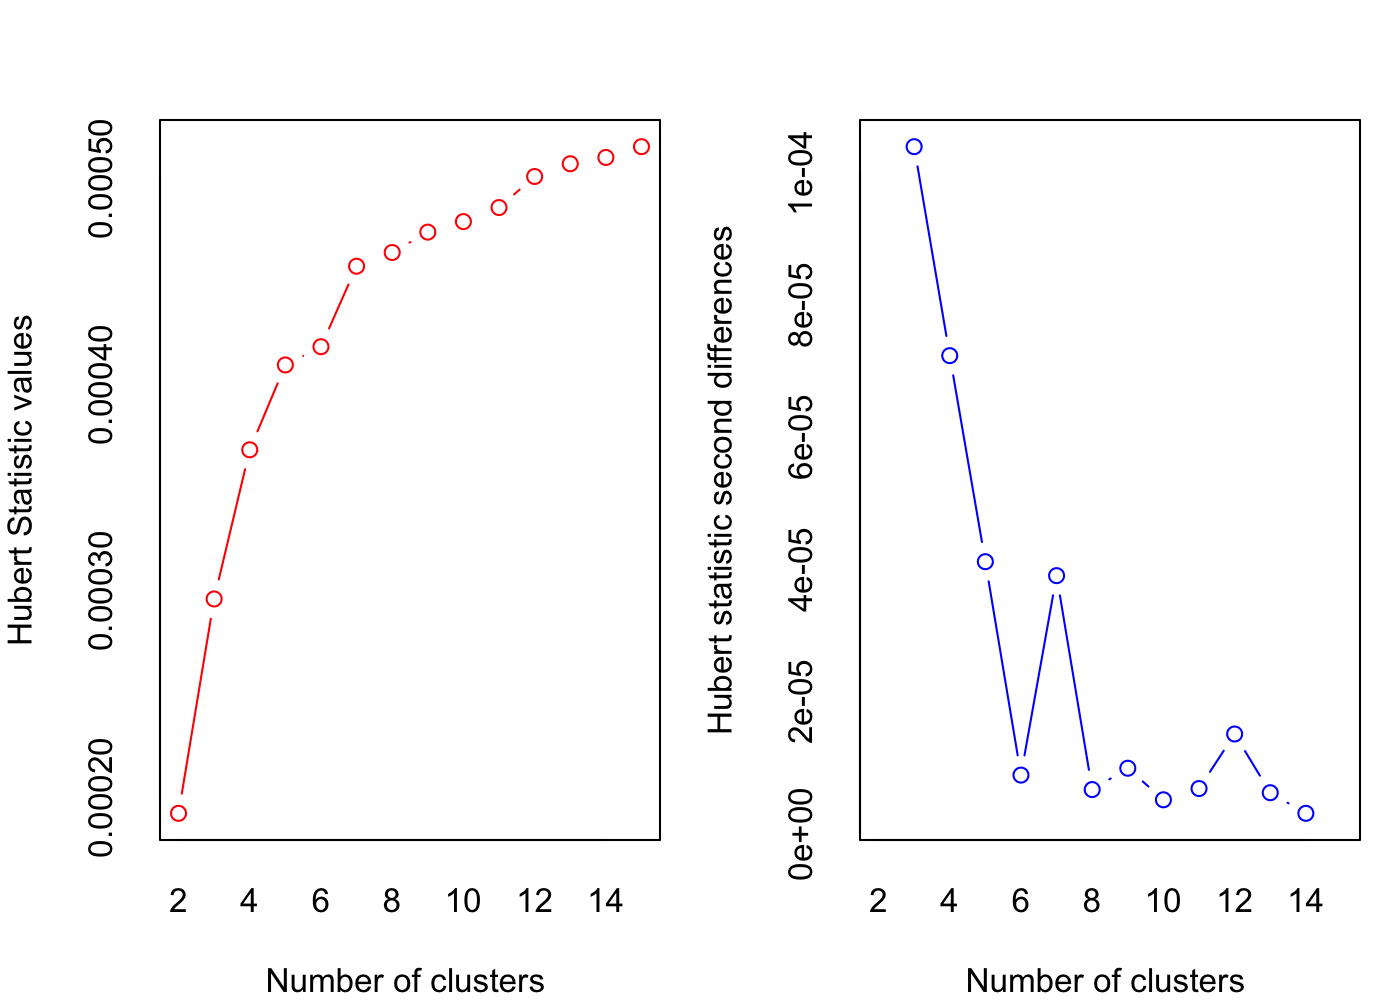 Hubert Statistic values
0.00050
0.00040
0.00030
0.00020
2 4 6 8 10 12 14
Number of clusters
Hubert statistic second differences
1e-04
8e-05
6e-05
4e-05
2e-05
0e+00
2 4 6 8 10 12 14
Number of clusters